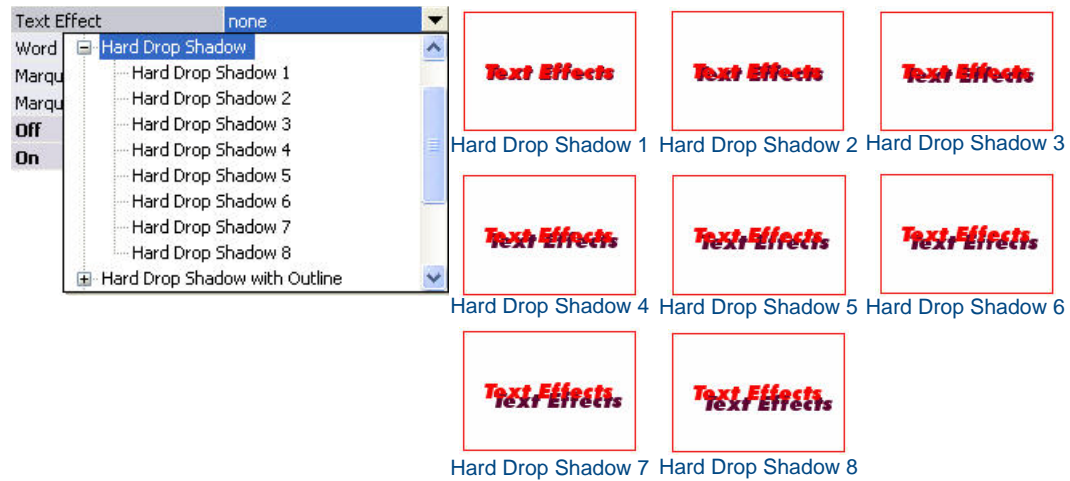 Text Effect none
Word
Marqu
Marqu
Off
On
Hard Drop Shadow
Hard Drop Shadow 1
Hard Drop Shadow 2
Hard Drop Shadow 3
Hard Drop Shadow 4
Hard Drop Shadow 5
Hard Drop Shadow 6
Hard Drop Shadow 7
Hard Drop Shadow 8
Hard Drop Shadow with Outline
Text Effects Text Effects Text Effects
Hard Drop Shadow 1 Hard Drop Shadow 2 Hard Drop Shadow 3
Text Effects Text Effects Text Effects
Hard Drop Shadow 4 Hard Drop Shadow 5 Hard Drop Shadow 6
Text Effects Text Effects
Hard Drop Shadow 7 Hard Drop Shadow 8